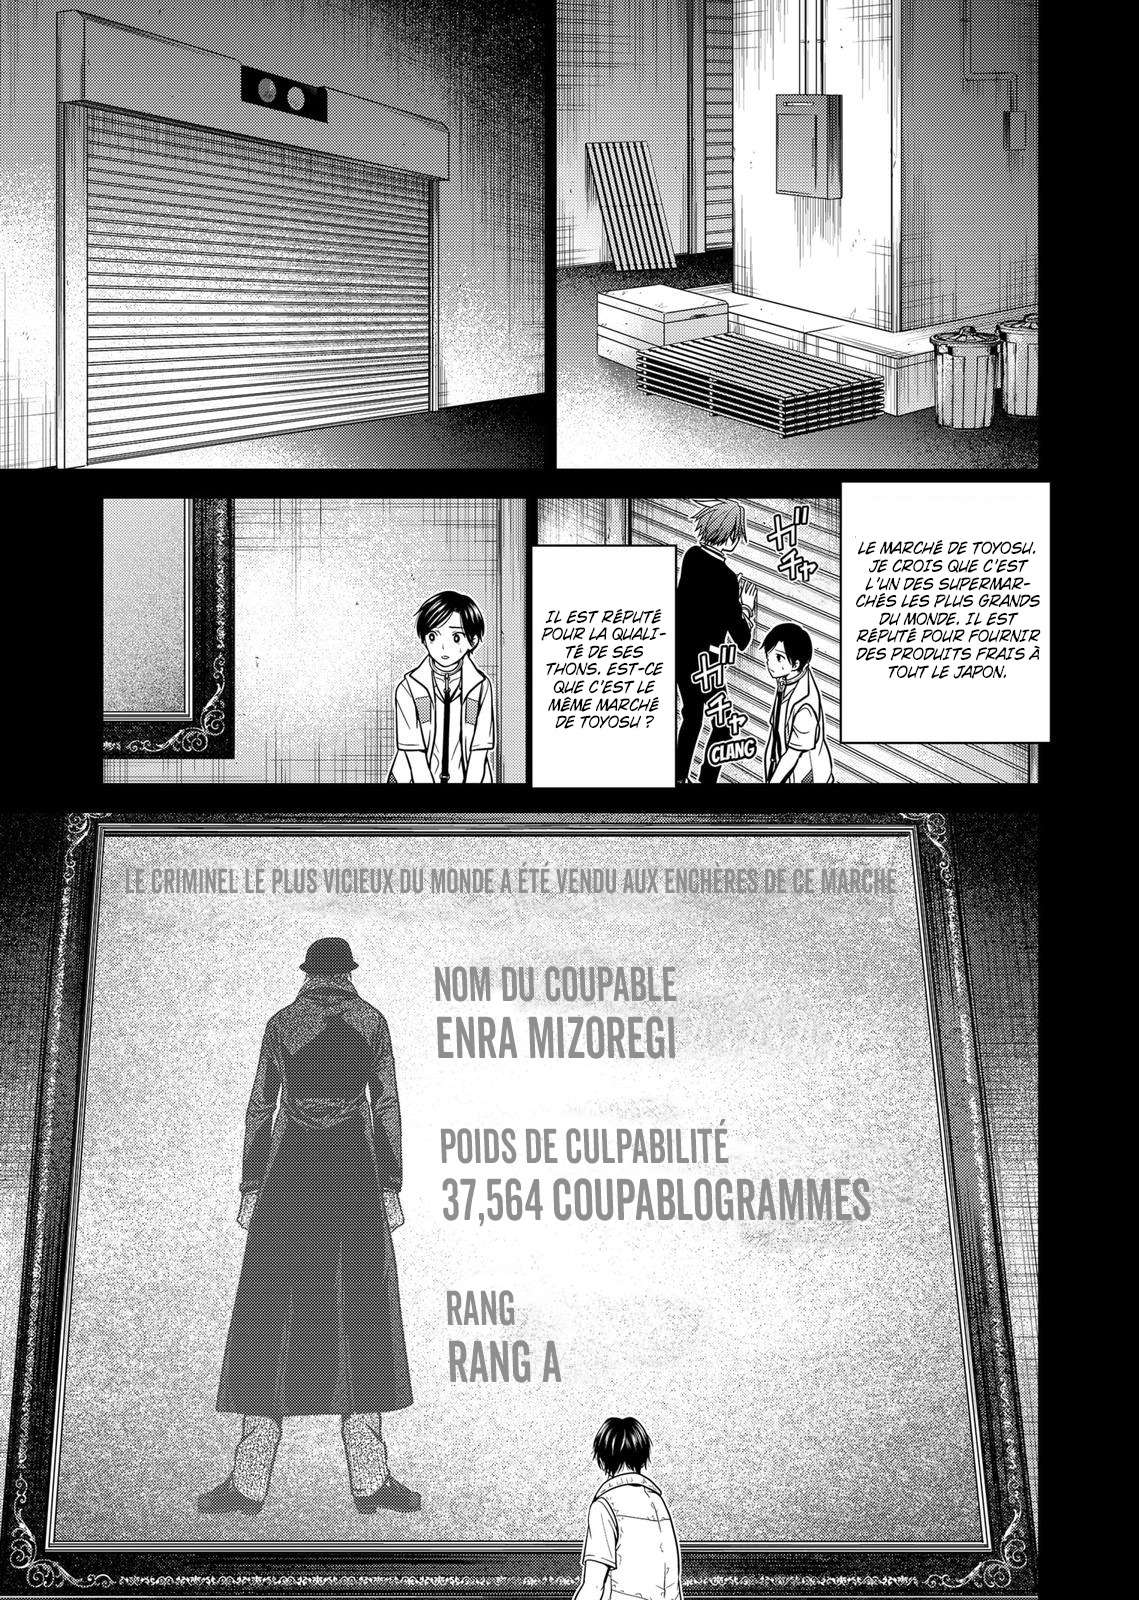 LE MARCHÉ DE TOYOSU.
JE CROIS QUE C'EST
L'UN DES SUPERMAR-
CHÉS LES PLUS GRANDS
DU MONDE. IL EST
RÉPUTÉ POUR FOURNIR
DES PRODUITS FRAIS À
TOUT LE JAPON.
ガチャ
ガチャ
CLANG
IL EST RÉPUTÉ
POUR LA QUALI-
TÉ DE SES
THONS. EST-CE
QUE C'EST LE
MÊME MARCHÉ
DE TOYOSU ?
LE CRIMINEL LE PLUS VICIEUX DU MONDE A ÉTÉ VENDU AUX ENCHÈRES DE CE MARCHÉ
NOM DU COUPABLE
ENRA MIZOREGI
POIDS DE CULPABILITÉ
37,564 COUPABLOGRAMMES
RANG
RANG A